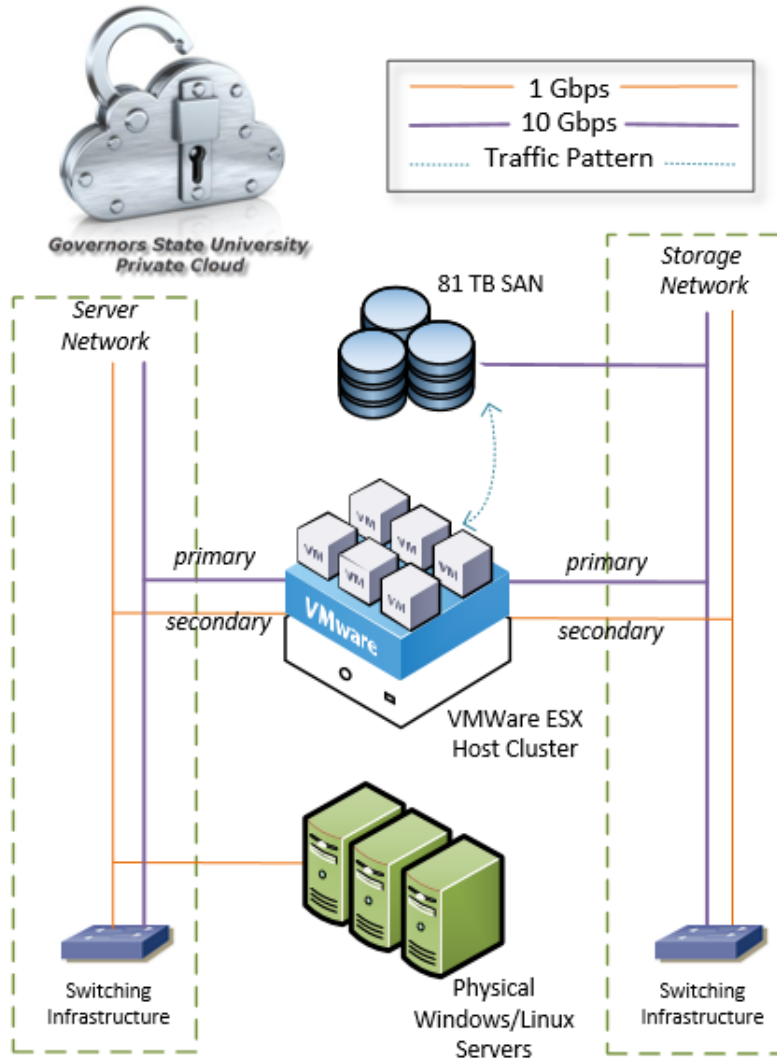 1 Gbps
10 Gbps
Traffic Pattern
Governors State University
Private Cloud
Server
Network
81 TB SAN
Storage
Network
VM
VM
VM
VM
VM
VM
VMware
primary
secondary
primary
secondary
VMWare ESX
Host Cluster
Switching
Infrastructure
Physical
Windows/Linux
Servers
Switching
Infrastructure